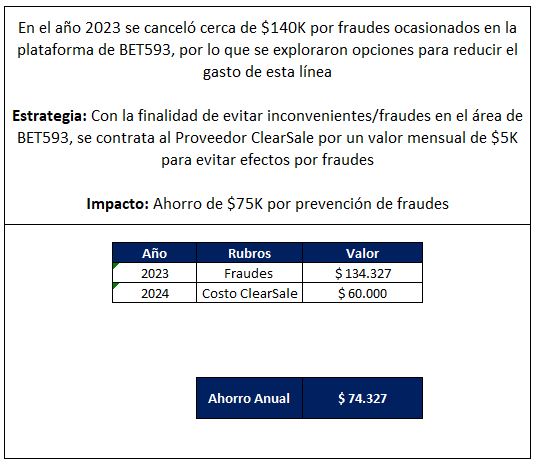 En el año 2023 se canceló cerca de $140K por fraudes ocasionados en la
plataforma de BET593, por lo que se exploraron opciones para reducir el
gasto de esta línea
Estrategia: Con la finalidad de evitar inconvenientes/fraudes en el área de
BET593, se contrata al Proveedor ClearSale por un valor mensual de $5K
para evitar efectos por fraudes
Impacto: Ahorro de $75K por prevención de fraudes
Año Rubros Valor
2023 Fraudes $ 134.327
2024 Costo ClearSale $ 60.000
Ahorro Anual $ 74.327